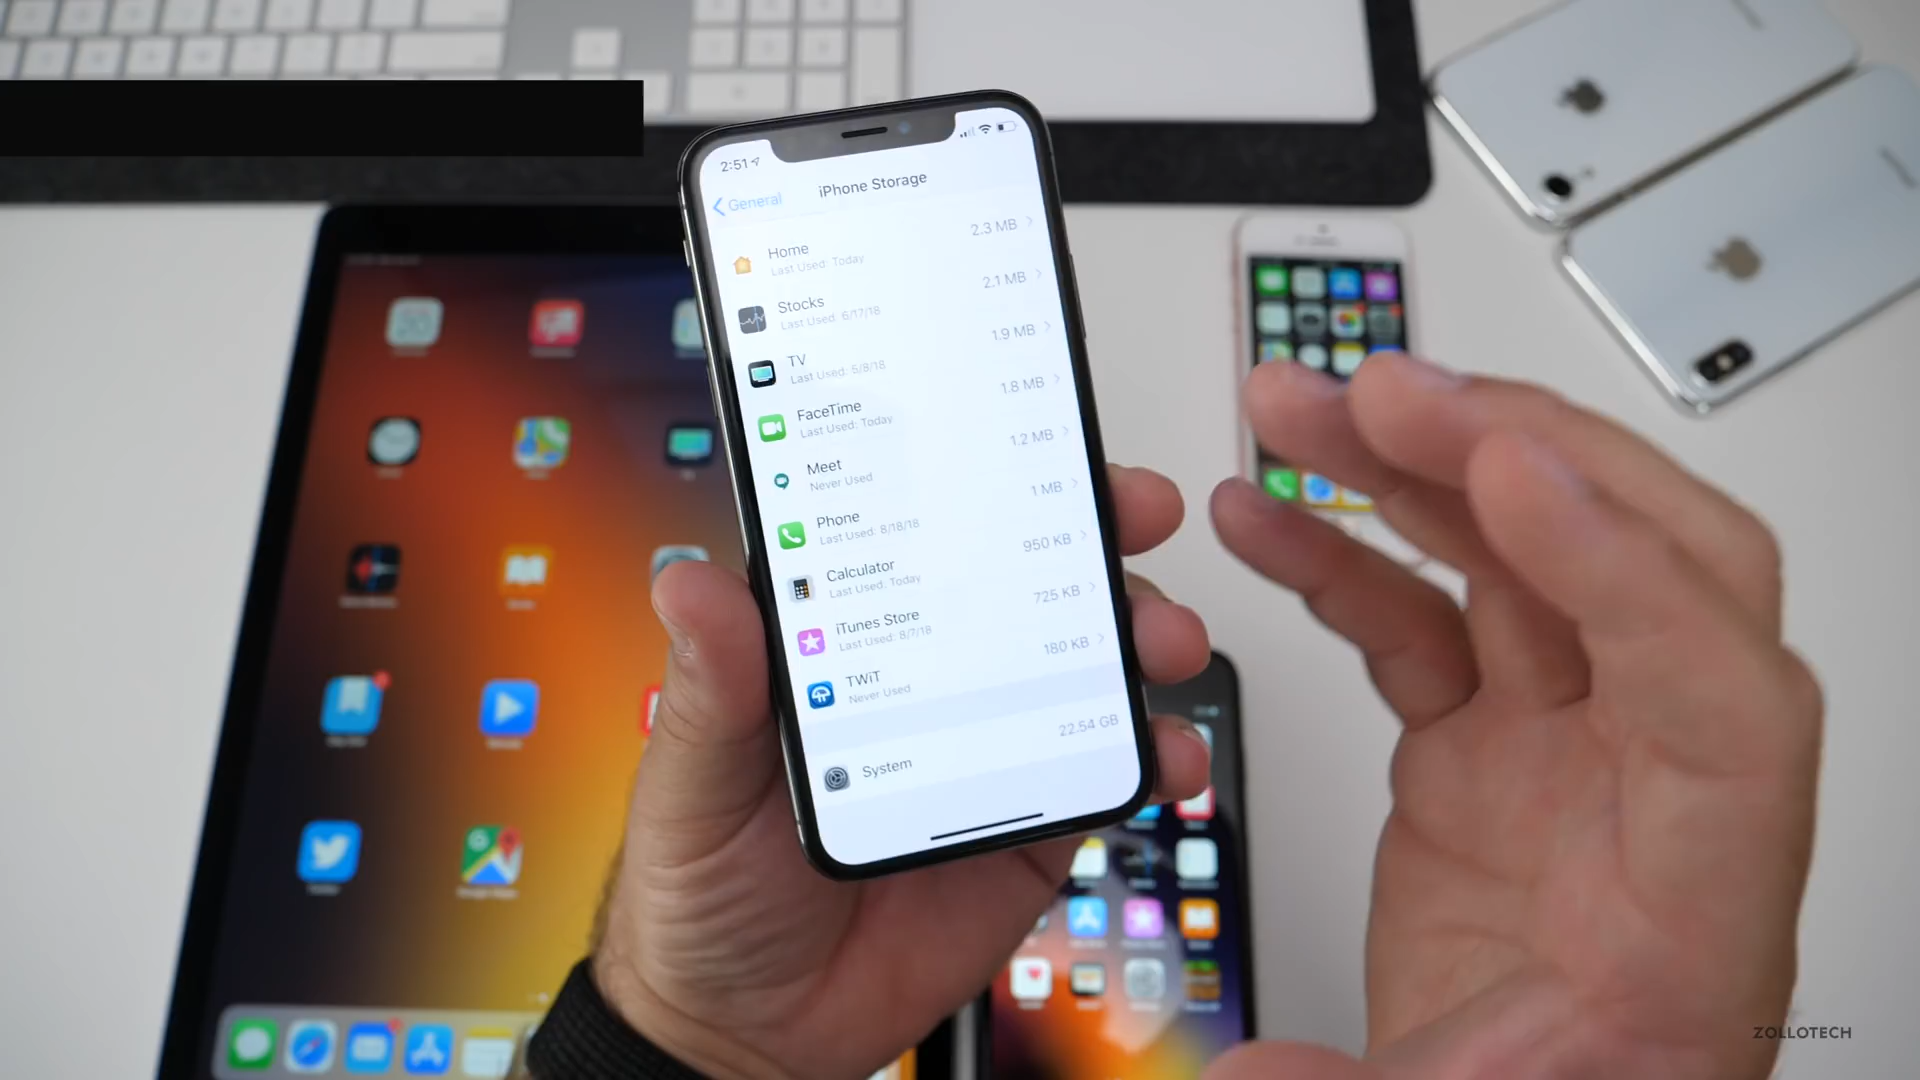 2:51
General
iPhone Storage
Home
Last Used: Today
2.3 MB
Stocks
Last Used: 6/17/18
2.1 MB
TV
Last Used: 5/8/18
1.9 MB
FaceTime
Last Used: Today
1.8 MB
Meet
Never Used
1.2 MB
Phone
Last Used: 8/18/18
1 MB
Calculator
Last Used: Today
950 KB
iTunes Store
Last Used: 8/7/18
725 KB
TWiT
Never Used
180 KB
System
22.54 GB
ZOLLOTECH